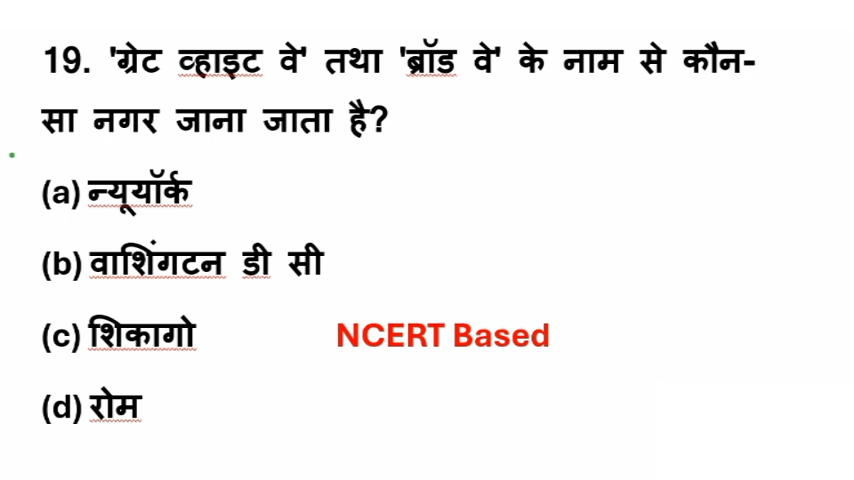 19. 'ग्रेट व्हाइट वे' तथा 'ब्रॉड वे' के नाम से कौन-
सा नगर जाना जाता है?
(a) न्यूयॉर्क
(b) वाशिंगटन डी सी
(c) शिकागो NCERT Based
(d) रोम